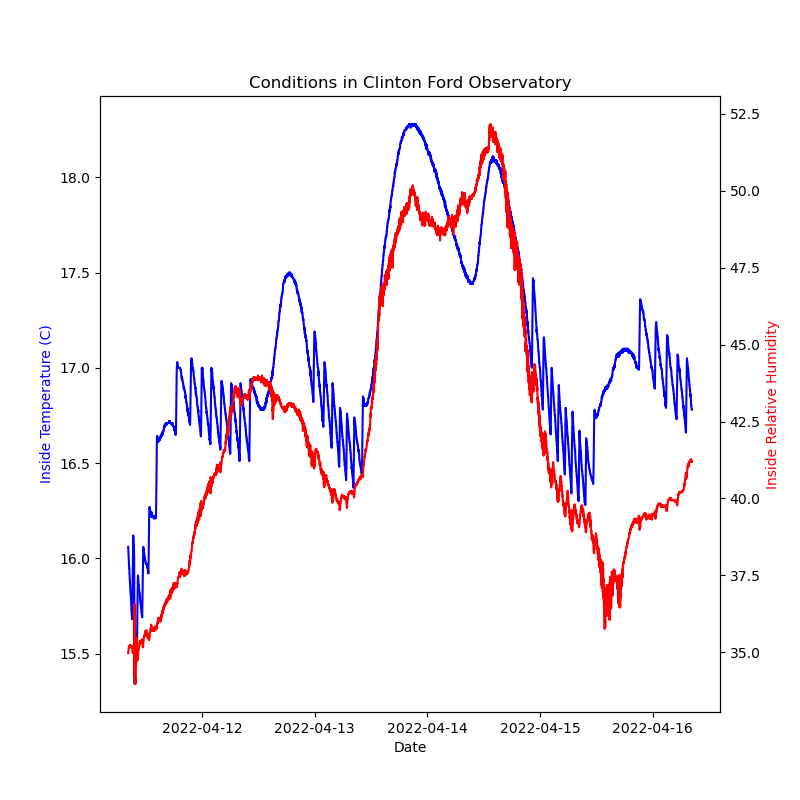 Conditions in Clinton Ford Observatory
18.0
17.5
17.0
16.5
16.0
15.5
Inside Temperature (C)
52.5
50.0
47.5
45.0
42.5
40.0
37.5
35.0
Inside Relative Humidity
2022-04-12 2022-04-13 2022-04-14 2022-04-15 2022-04-16
Date